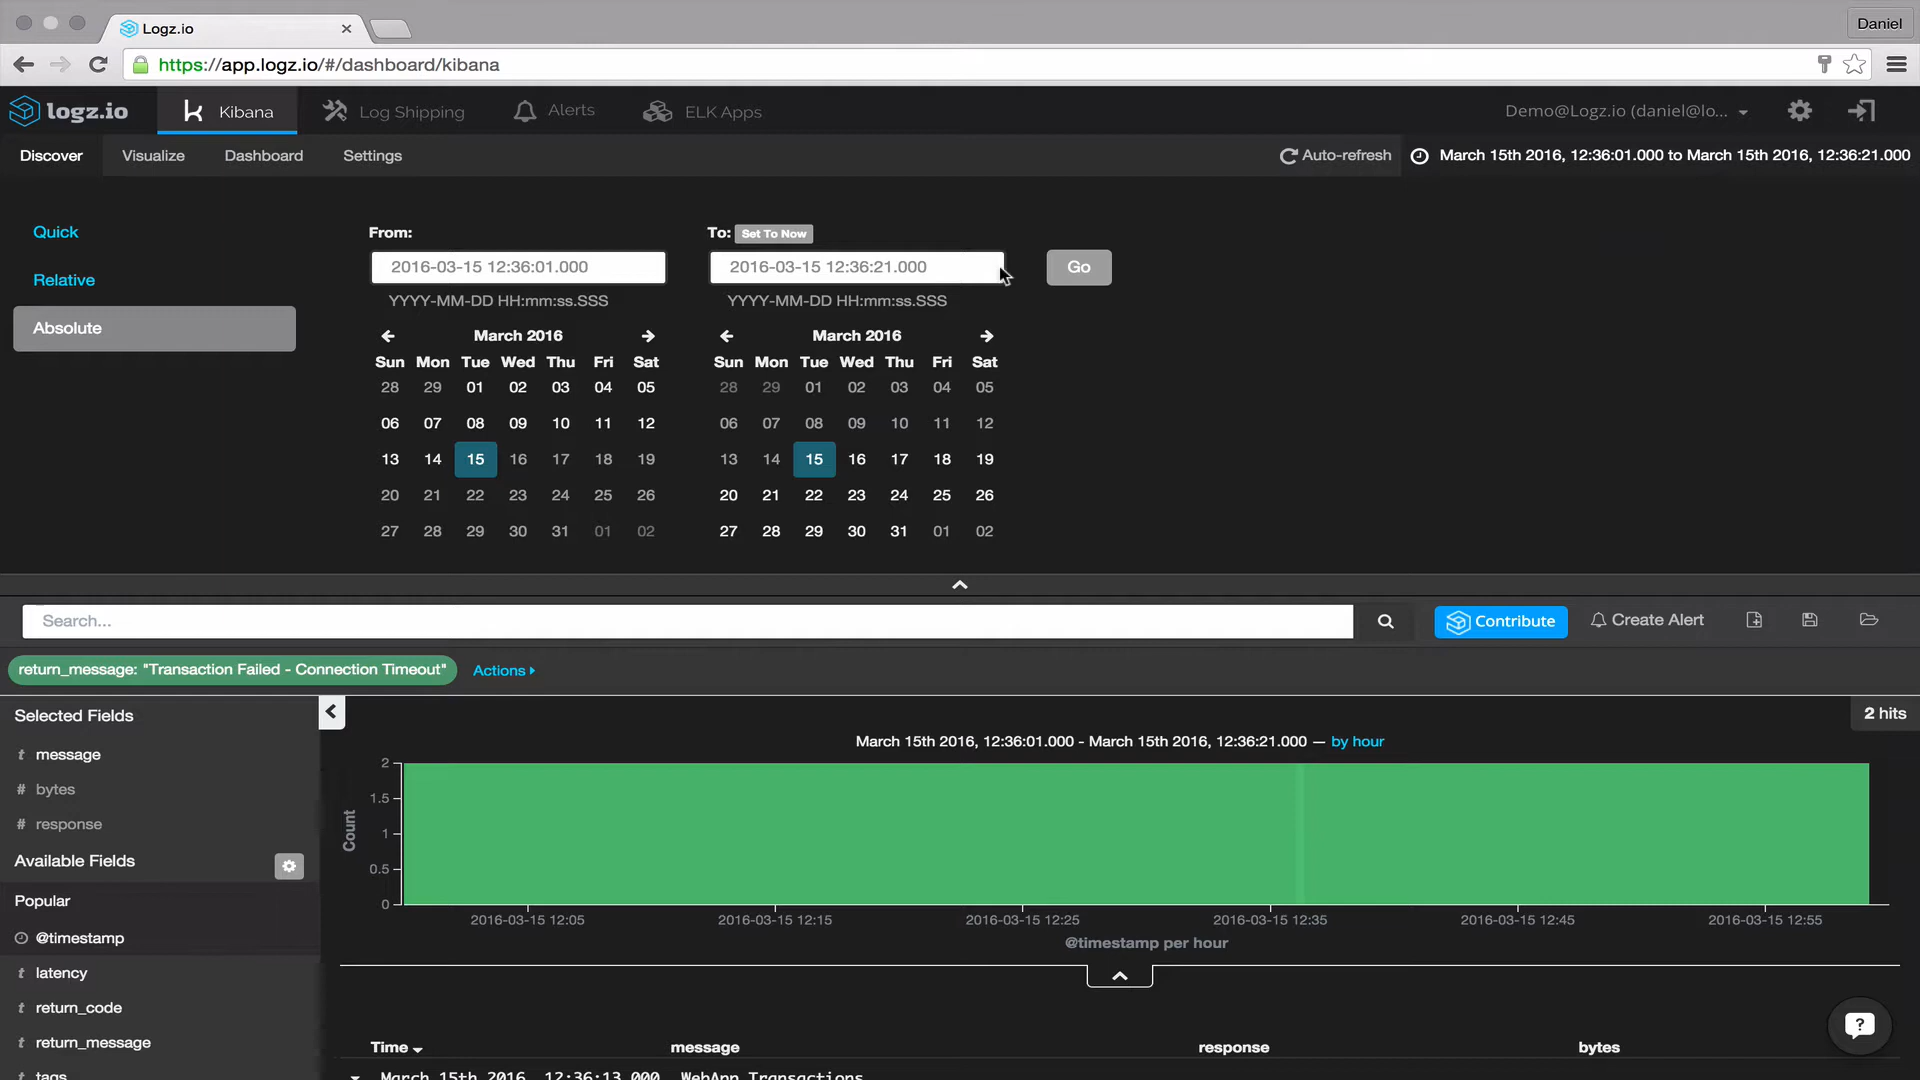 Logz.io
Daniel
https://app.logz.io/#/dashboard/kibana
logz.io
Kibana
Log Shipping
Alerts
ELK Apps
Demo@Logz.io (daniel@lo...
Discover
Visualize
Dashboard
Settings
Auto-refresh
March 15th 2016, 12:36:01.000 to March 15th 2016, 12:36:21.000
Quick
Relative
Absolute
From:
2016-03-15 12:36:01.000
YYYY-MM-DD HH:mm:ss.SSS
March 2016
Sun Mon Tue Wed Thu Fri Sat
28 29 01 02 03 04 05
06 07 08 09 10 11 12
13 14 15 16 17 18 19
20 21 22 23 24 25 26
27 28 29 30 31 01 02
To: Set To Now
2016-03-15 12:36:21.000
YYYY-MM-DD HH:mm:ss.SSS
March 2016
Sun Mon Tue Wed Thu Fri Sat
28 29 01 02 03 04 05
06 07 08 09 10 11 12
13 14 15 16 17 18 19
20 21 22 23 24 25 26
27 28 29 30 31 01 02
Go
Search...
Contribute
Create Alert
return_message: "Transaction Failed - Connection Timeout"
Actions
Selected Fields
t message
# bytes
# response
Available Fields
Popular
@timestamp
t latency
t return_code
t return_message
t tags
2 hits
March 15th 2016, 12:36:01.000 - March 15th 2016, 12:36:21.000 — by hour
Count
2
1.5
1
0.5
0
2016-03-15 12:05
2016-03-15 12:15
2016-03-15 12:25
2016-03-15 12:35
2016-03-15 12:45
2016-03-15 12:55
@timestamp per hour
Time
message
response
bytes
March 15th 2016, 12:36:13.000
WebApp Transactions